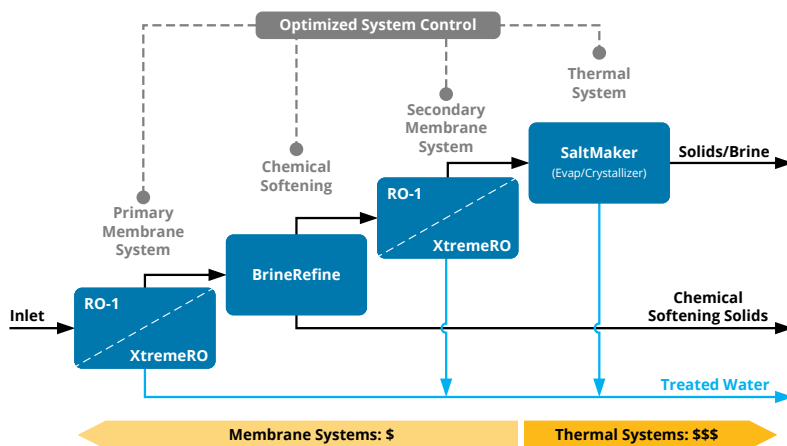 Optimized System Control
Thermal
System
Secondary
Membrane
System
Chemical
Softening
Primary
Membrane
System
SaltMaker
(Evap/Crystallizer)
Solids/Brine
RO-1
XtremeRO
BrineRefine
Inlet
RO-1
XtremeRO
Chemical
Softening Solids
Treated Water
Membrane Systems: $
Thermal Systems: $$$